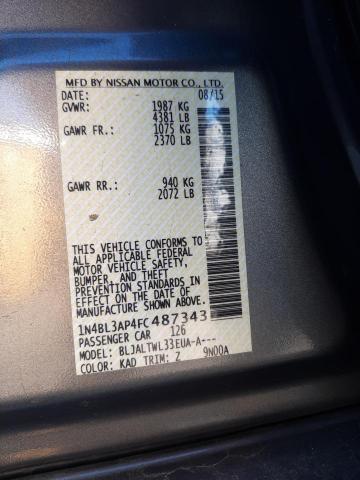 MFD BY NISSAN MOTOR CO., LTD.
DATE: 08/15
GVWR: 1987 KG
4381 LB
GAWR FR.: 1075 KG
2370 LB
GAWR RR.: 940 KG
2072 LB
THIS VEHICLE CONFORMS TO
ALL APPLICABLE FEDERAL
MOTOR VEHICLE SAFETY,
BUMPER, AND THEFT
PREVENTION STANDARDS IN
EFFECT ON THE DATE OF
MANUFACTURE SHOWN ABOVE.
1N4BL3AP4FC487343
PASSENGER CAR 126
MODEL: BLJALTWL33EUA-A---
COLOR: KAD TRIM: Z 9N00A